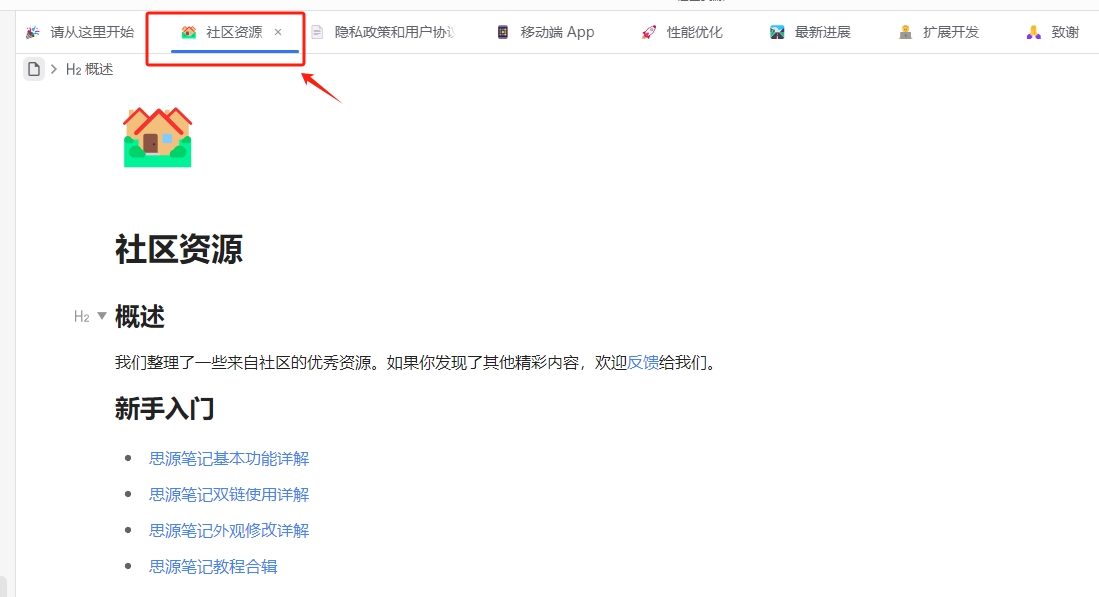 请从这里开始 社区资源 × 隐私政策和用户协 移动端 App 性能优化 最新进展 扩展开发 致谢
H2 概述
社区资源
H2 概述
我们整理了一些来自社区的优秀资源。如果你发现了其他精彩内容，欢迎反馈给我们。
新手入门
• 思源笔记基本功能详解
• 思源笔记双链使用详解
• 思源笔记外观修改详解
• 思源笔记教程合辑